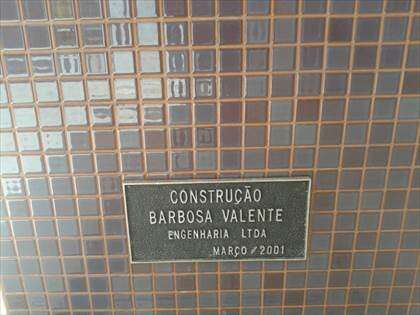 CONSTRUÇÃO
BARBOSA VALENTE
ENGENHARIA LTDA
MARÇO/2001